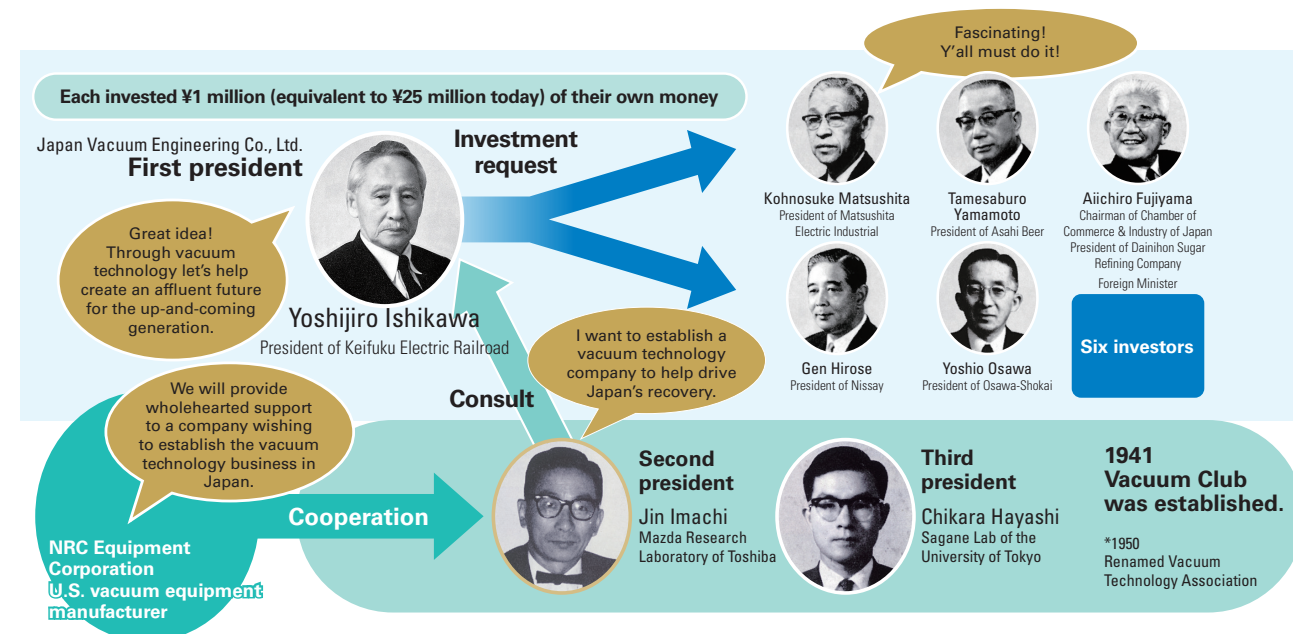 Fascinating!
Y'all must do it!
Each invested ¥1 million (equivalent to ¥25 million today) of their own money
Japan Vacuum Engineering Co., Ltd.
First president
Investment
request
Great idea!
Through vacuum
technology let's help
create an affluent future
for the up-and-coming
generation.
Yoshijiro Ishikawa
President of Keifuku Electric Railroad
Kohnosuke Matsushita
President of Matsushita
Electric Industrial
Tamesaburo
Yamamoto
President of Asahi Beer
Aiichiro Fujiyama
Chairman of Chamber of
Commerce & Industry of Japan
President of Dainihon Sugar
Refining Company
Foreign Minister
Gen Hirose
President of Nissay
Yoshio Osawa
President of Osawa-Shokai
Six investors
I want to establish a
vacuum technology
company to help drive
Japan's recovery.
Consult
We will provide
wholehearted support
to a company wishing
to establish the vacuum
technology business in
Japan.
Cooperation
NRC Equipment
Corporation
U.S. vacuum equipment
manufacturer
Second
president
Jin Imachi
Mazda Research
Laboratory of Toshiba
Third
president
Chikara Hayashi
Sagane Lab of the
University of Tokyo
1941
Vacuum Club
was established.
*1950
Renamed Vacuum
Technology Association